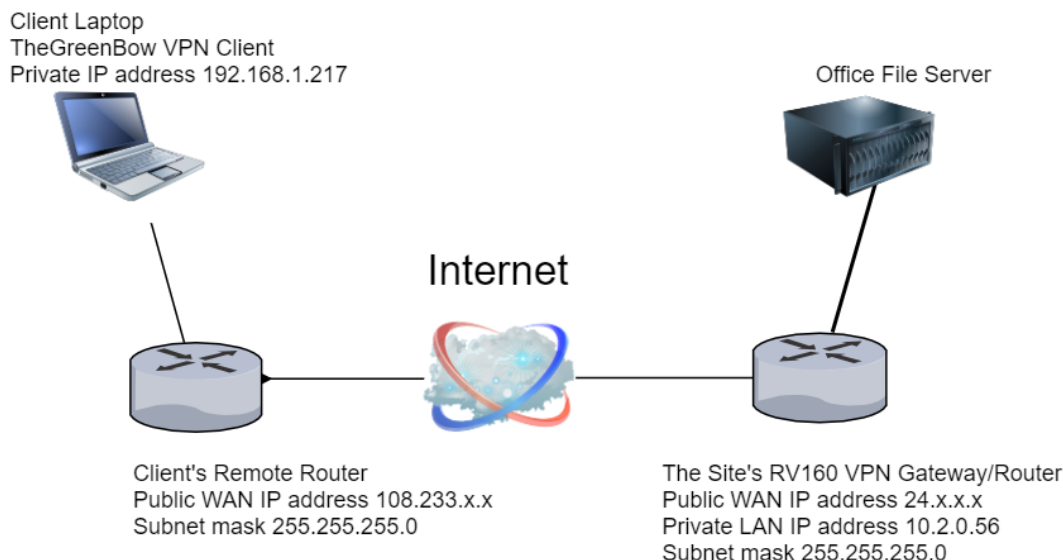 Client Laptop
TheGreenBow VPN Client
Private IP address 192.168.1.217
Office File Server
Internet
Client's Remote Router
Public WAN IP address 108.233.x.x
Subnet mask 255.255.255.0
The Site's RV160 VPN Gateway/Router
Public WAN IP address 24.x.x.x
Private LAN IP address 10.2.0.56
Subnet mask 255.255.255.0